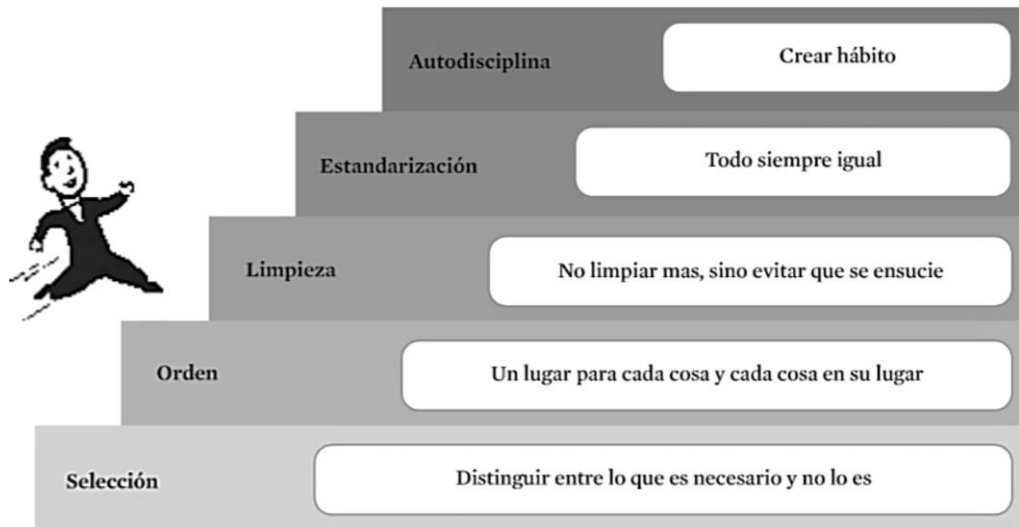 Autodisciplina
Crear hábito
Estandarización
Todo siempre igual
Limpieza
No limpiar mas, sino evitar que se ensucie
Orden
Un lugar para cada cosa y cada cosa en su lugar
Selección
Distinguir entre lo que es necesario y no lo es